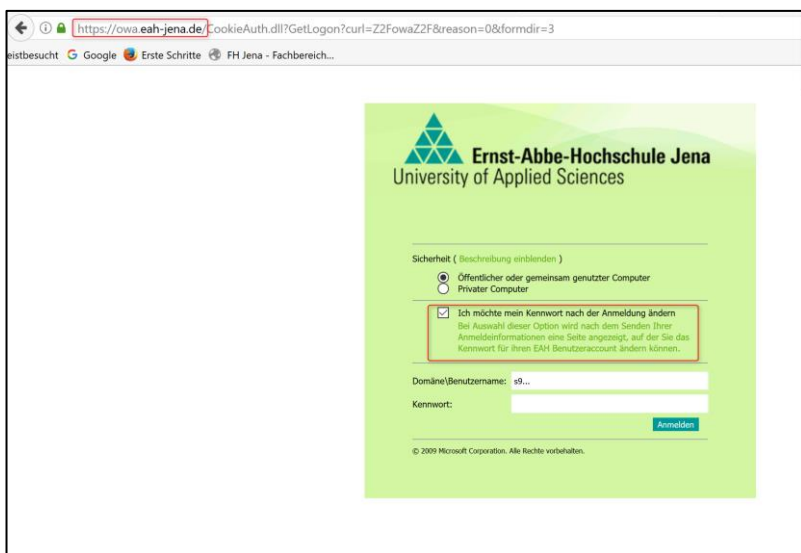 https://owa.eah-jena.de/CookieAuth.dll?GetLogon?curl=Z2FowaZ2F&reason=0&formdir=3
eistbesucht Google Erste Schritte FH Jena - Fachbereich...
Ernst-Abbe-Hochschule Jena
University of Applied Sciences
Sicherheit ( Beschreibung einblenden )
Öffentlicher oder gemeinsam genutzter Computer
Privater Computer
Ich möchte mein Kennwort nach der Anmeldung ändern
Bei Auswahl dieser Option wird nach dem Senden Ihrer
Anmeldeinformationen eine Seite angezeigt, auf der Sie das
Kennwort für ihren EAH Benutzeraccount ändern können.
Domäne\Benutzername: s9...
Kennwort:
Anmelden
© 2009 Microsoft Corporation. Alle Rechte vorbehalten.